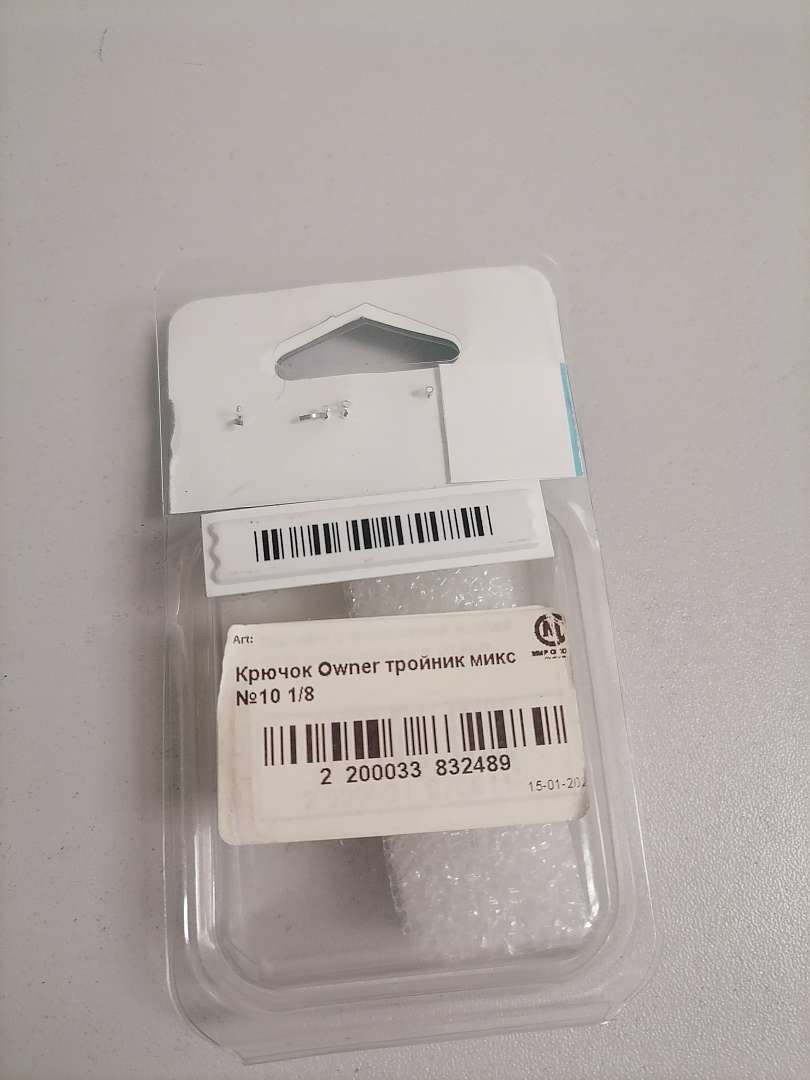 Art:
Крючок Owner тройник микс
№10 1/8
2 200033 832489